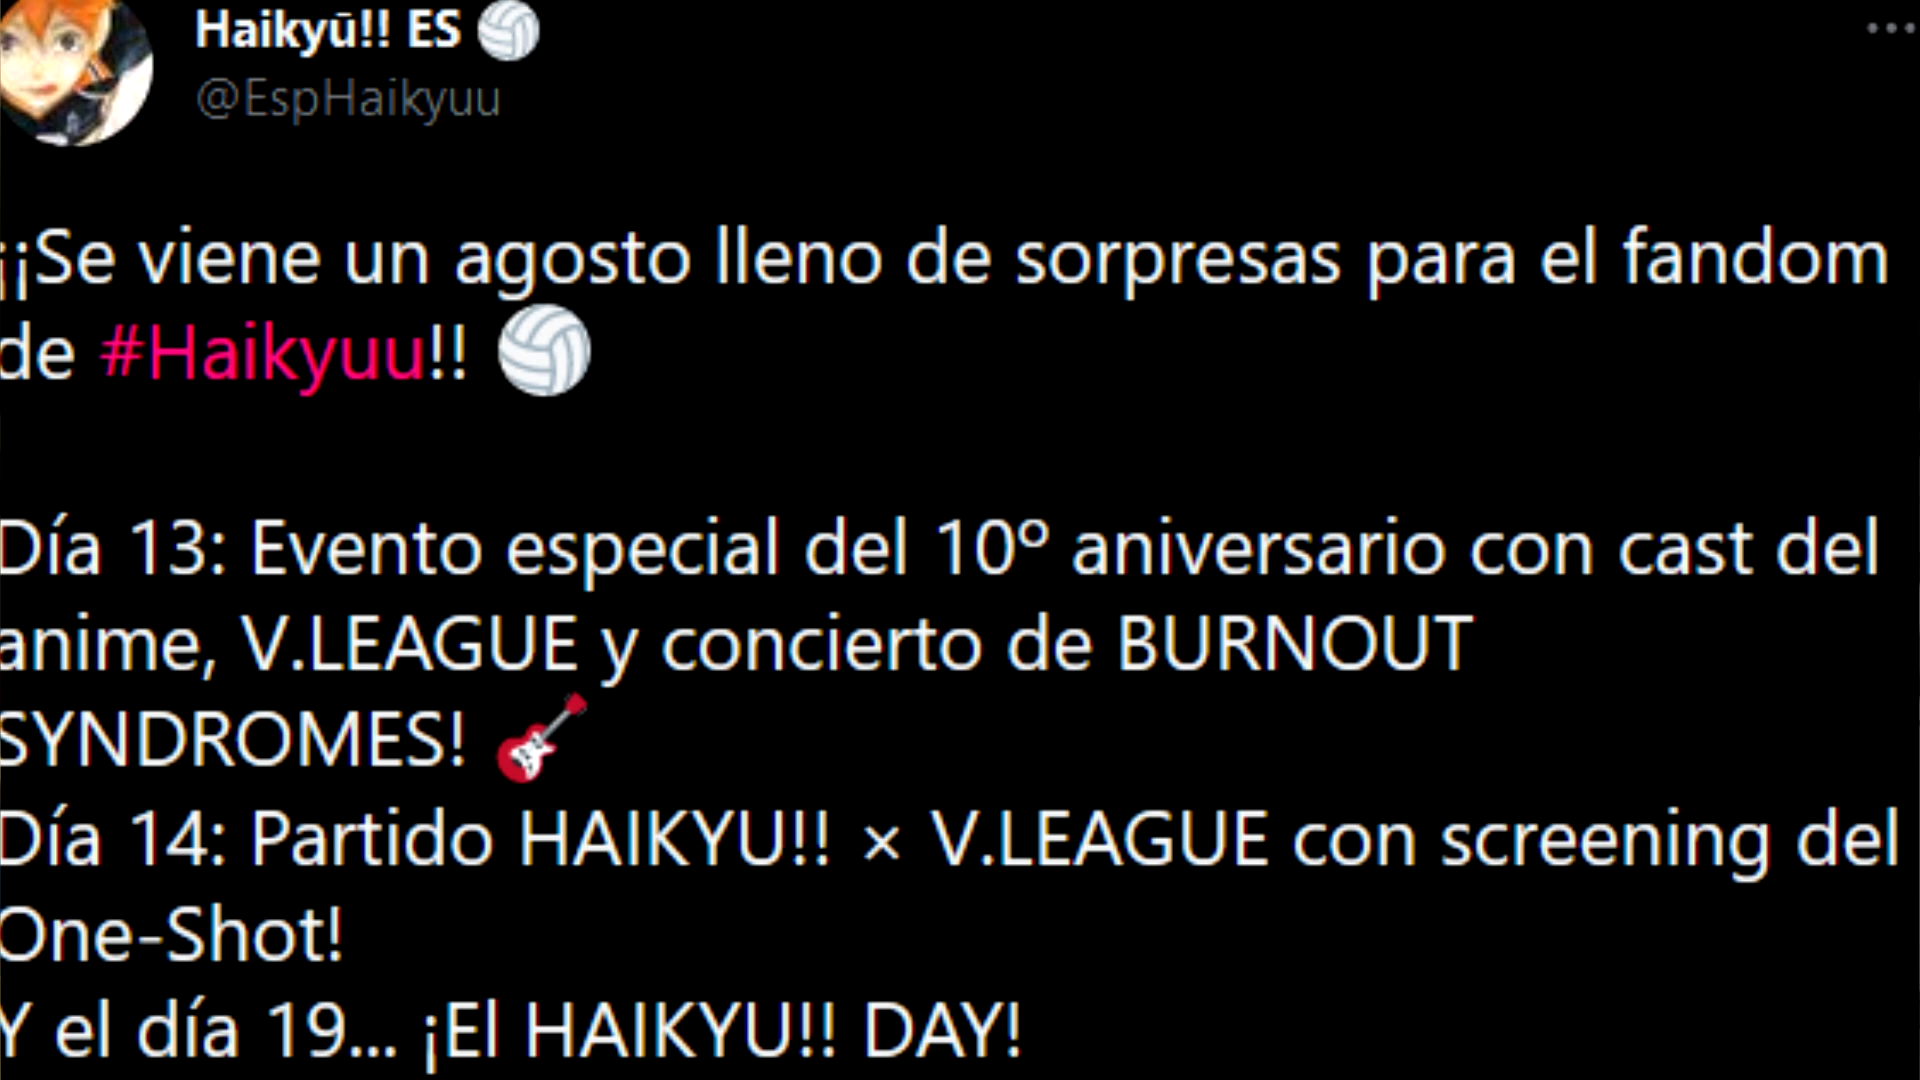 Haikyū!! ES 🏐
@EspHaikyuu
¡¡Se viene un agosto lleno de sorpresas para el fandom
de #Haikyuu!! 🏐
Día 13: Evento especial del 10º aniversario con cast del
anime, V.LEAGUE y concierto de BURNOUT
SYNDROMES! 🎸
Día 14: Partido HAIKYU!! × V.LEAGUE con screening del
One-Shot!
Y el día 19... ¡El HAIKYU!! DAY!